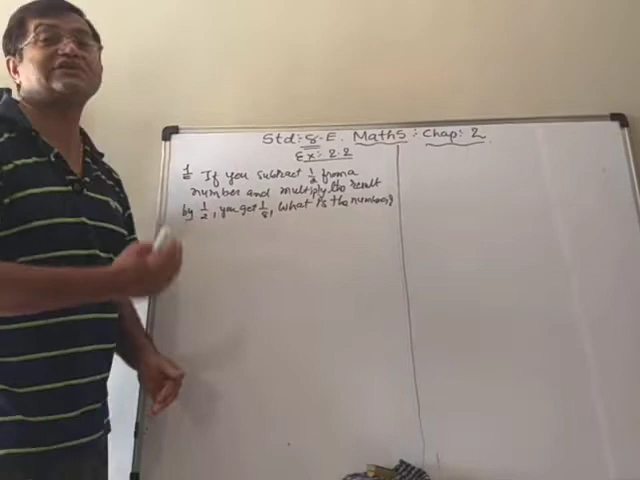 Std:- 8-E. Maths :- Chap: 2.
Ex:- 2.2
1 If you subtract 1/2 from a
number and multiply the result
by 1/2, you get 1/8, What is the number?